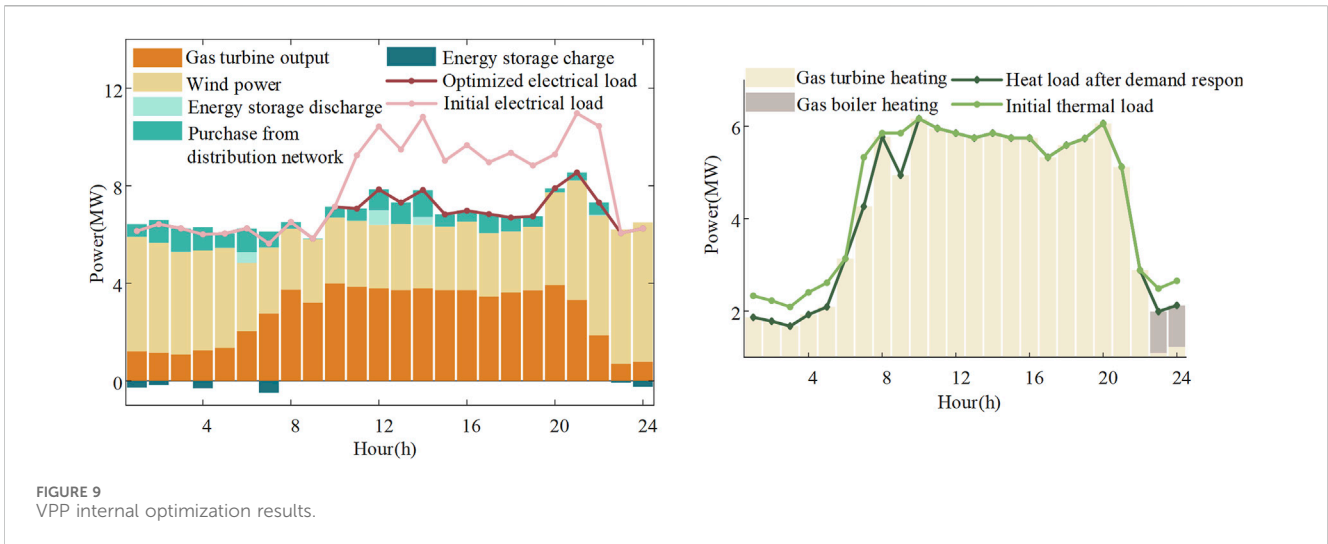 Gas turbine output
Wind power
Energy storage discharge
Purchase from
distribution network
Energy storage charge
Optimized electrical load
Initial electrical load
12
8
4
0
Power(MW)
4
8
12
16
20
24
Hour(h)
Gas turbine heating
Gas boiler heating
Heat load after demand respon
Initial thermal load
6
4
2
Power(MW)
4
8
12
16
20
24
Hour(h)
FIGURE 9
VPP internal optimization results.